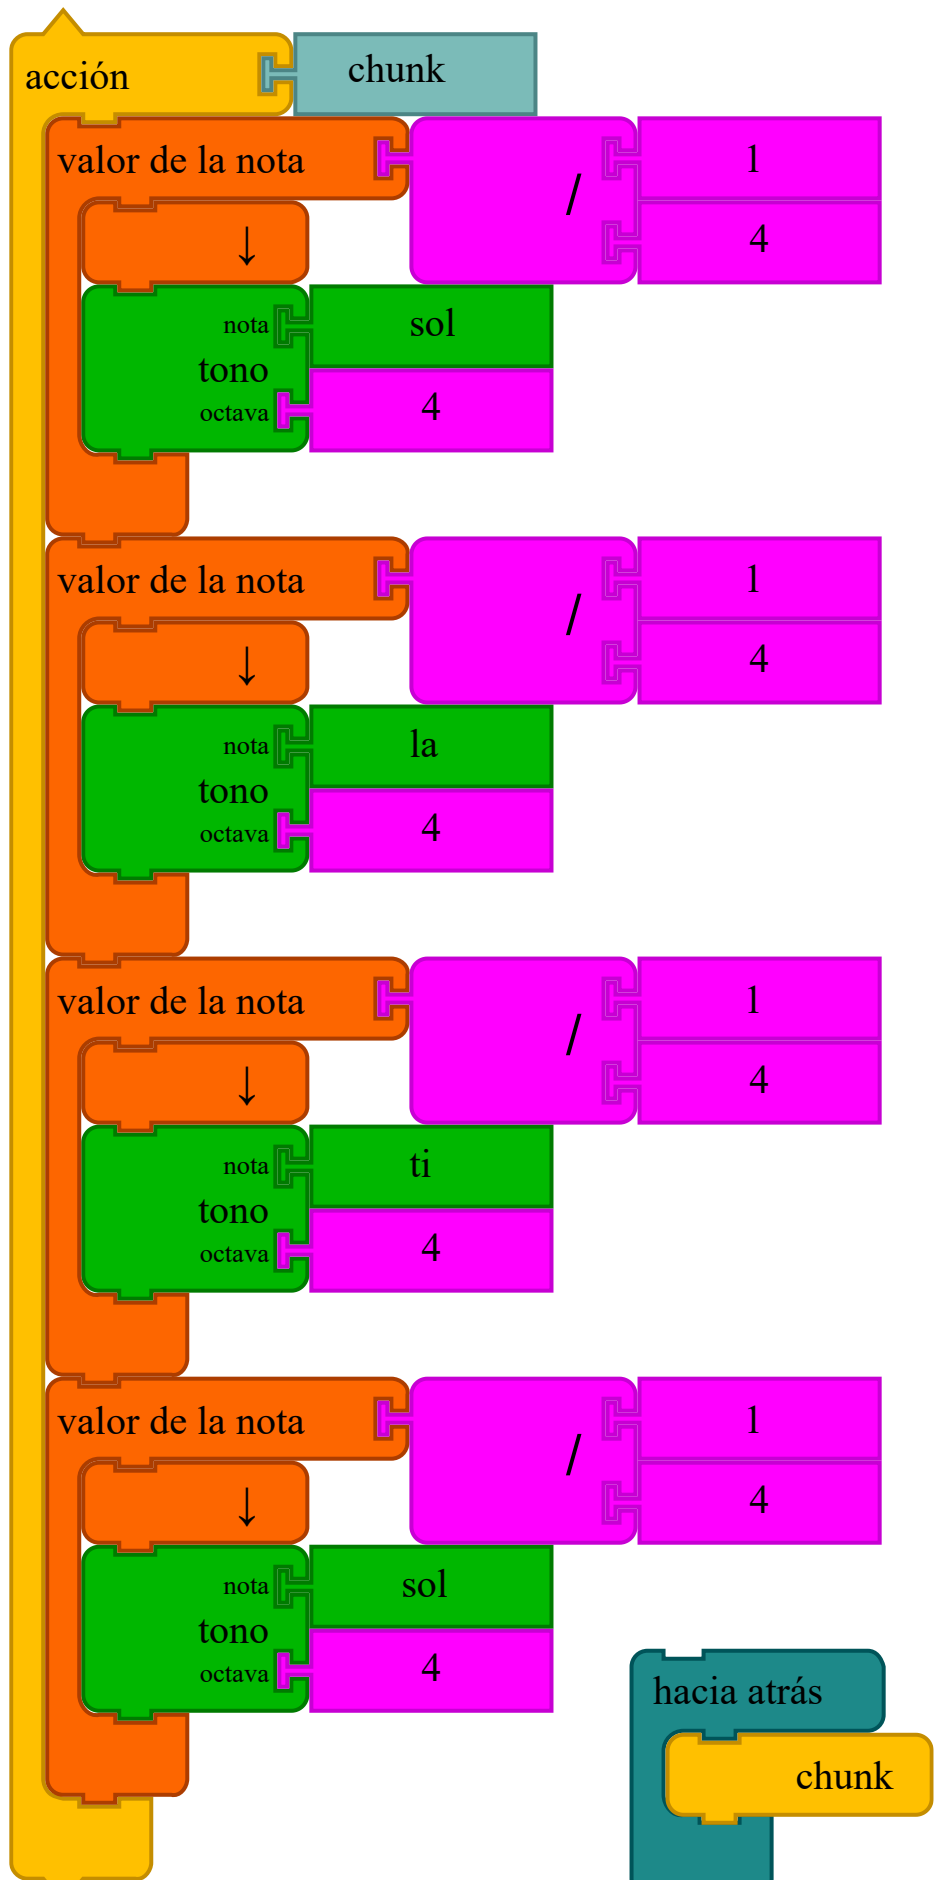 acción chunk
valor de la nota / 1
4
↓
nota sol
tono
octava 4
valor de la nota / 1
4
↓
nota la
tono
octava 4
valor de la nota / 1
4
↓
nota ti
tono
octava 4
valor de la nota / 1
4
↓
nota sol
tono
octava 4
hacia atrás
chunk